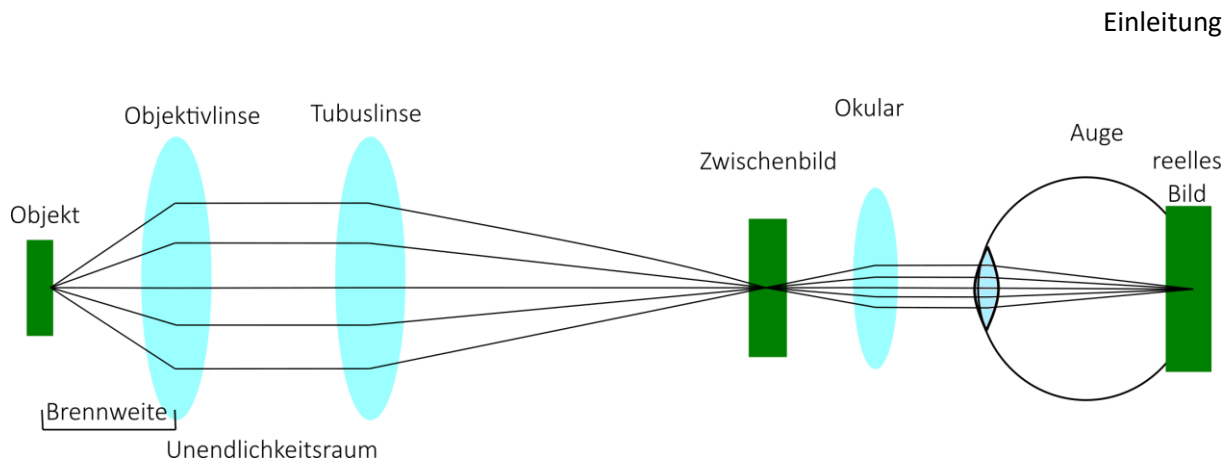 Einleitung
Objektivlinse
Tubuslinse
Okular
Auge
Zwischenbild
reelles
Bild
Objekt
Brennweite
Unendlichkeitsraum